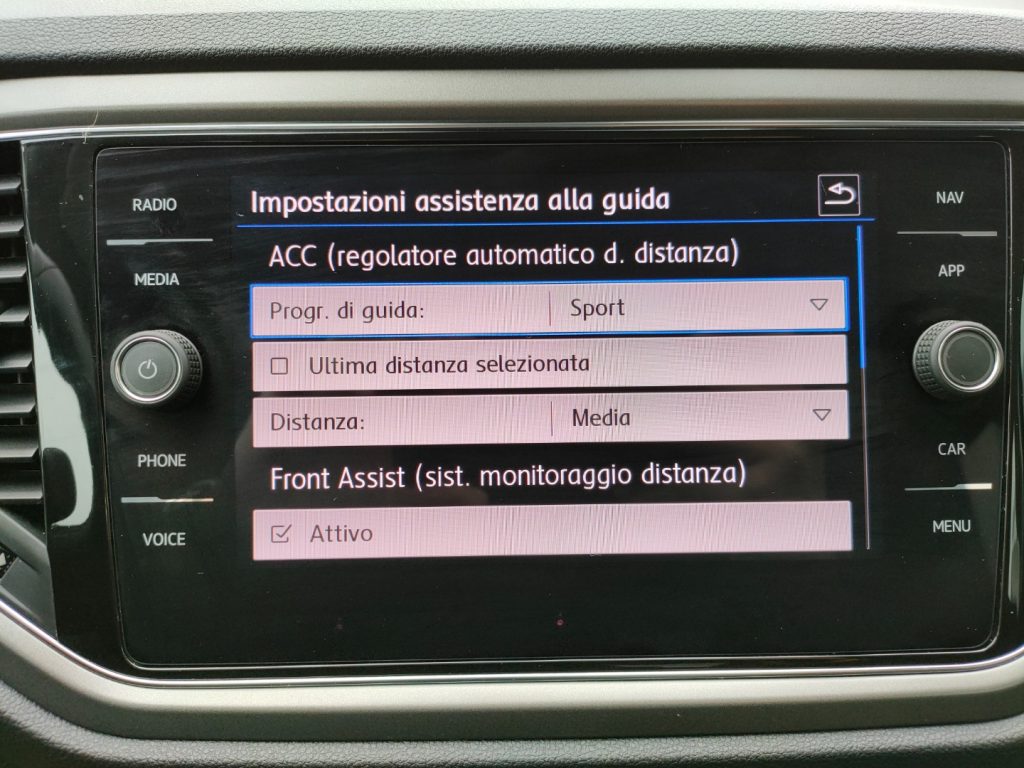 RADIO
MEDIA
PHONE
VOICE
Impostazioni assistenza alla guida
ACC (regolatore automatico d. distanza)
Progr. di guida: Sport
Ultima distanza selezionata
Distanza: Media
Front Assist (sist. monitoraggio distanza)
Attivo
NAV
APP
CAR
MENU